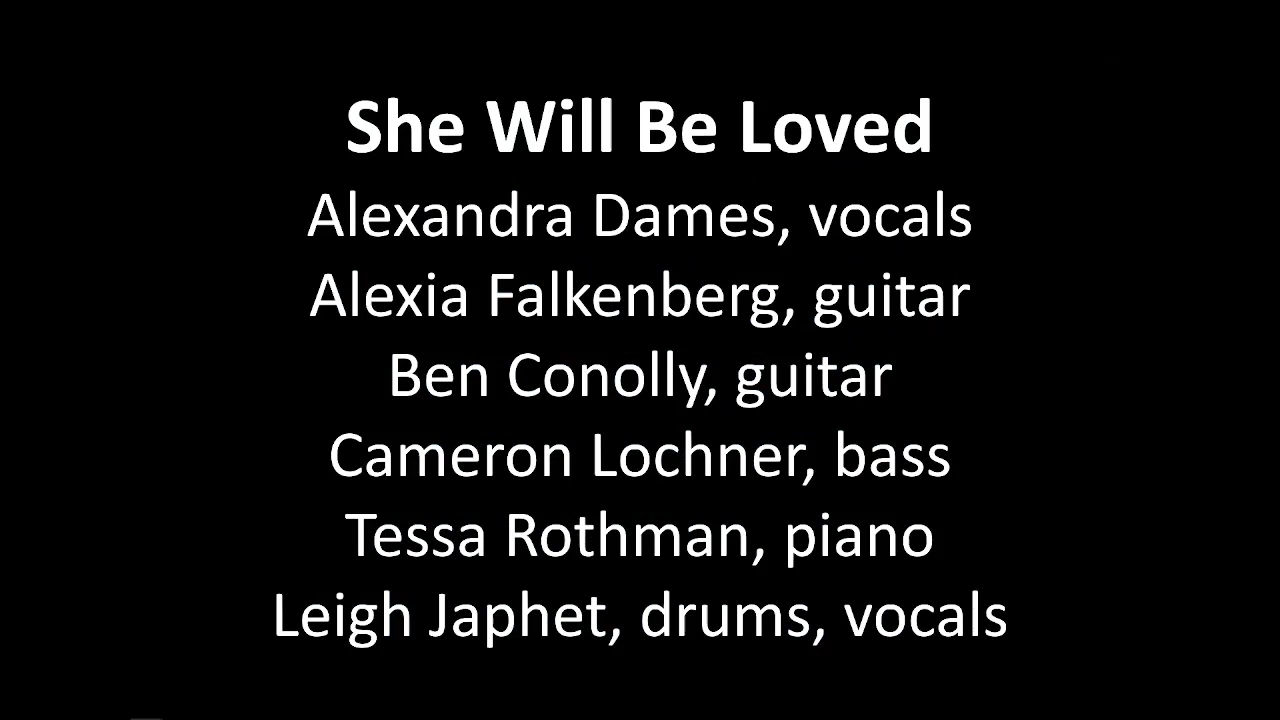 She Will Be Loved
Alexandra Dames, vocals
Alexia Falkenberg, guitar
Ben Conolly, guitar
Cameron Lochner, bass
Tessa Rothman, piano
Leigh Japhet, drums, vocals